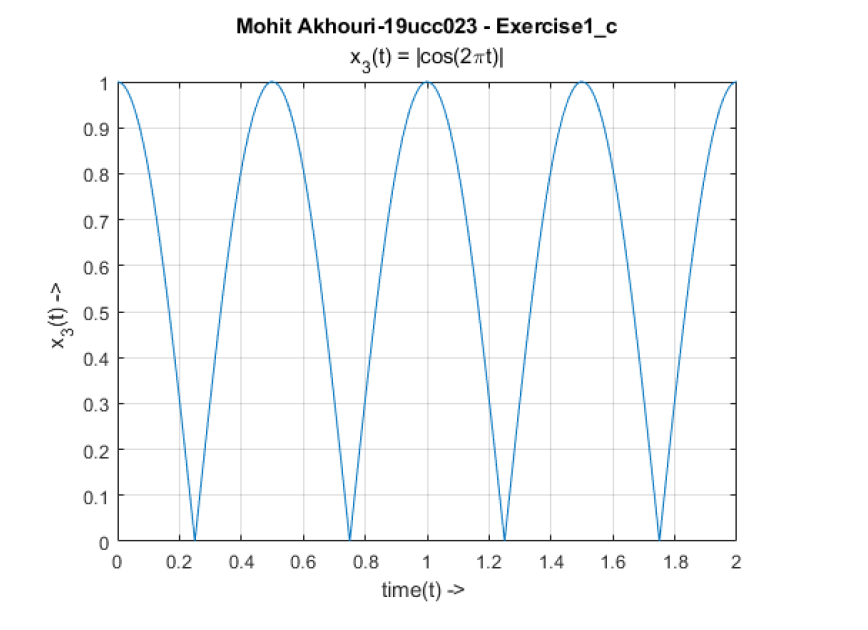 Mohit Akhouri-19ucc023 - Exercise1_c
x₃(t) = |cos(2πt)|
1
0.9
0.8
0.7
0.6
0.5
0.4
0.3
0.2
0.1
0
x₃(t) ->
0 0.2 0.4 0.6 0.8 1 1.2 1.4 1.6 1.8 2
time(t) ->